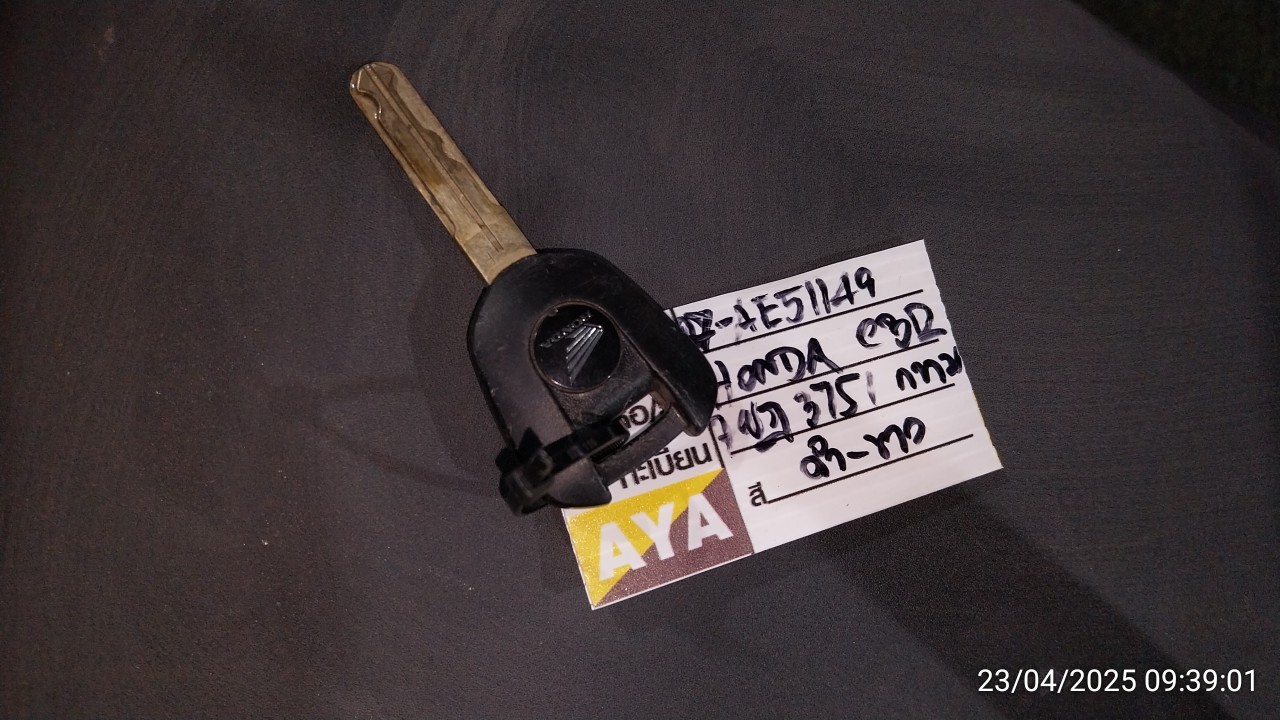 -AE51149
HONDA CBR
3751 กทม
ทะเบียน
ดำ-ขาว
สี
AYA
23/04/2025 09:39:01